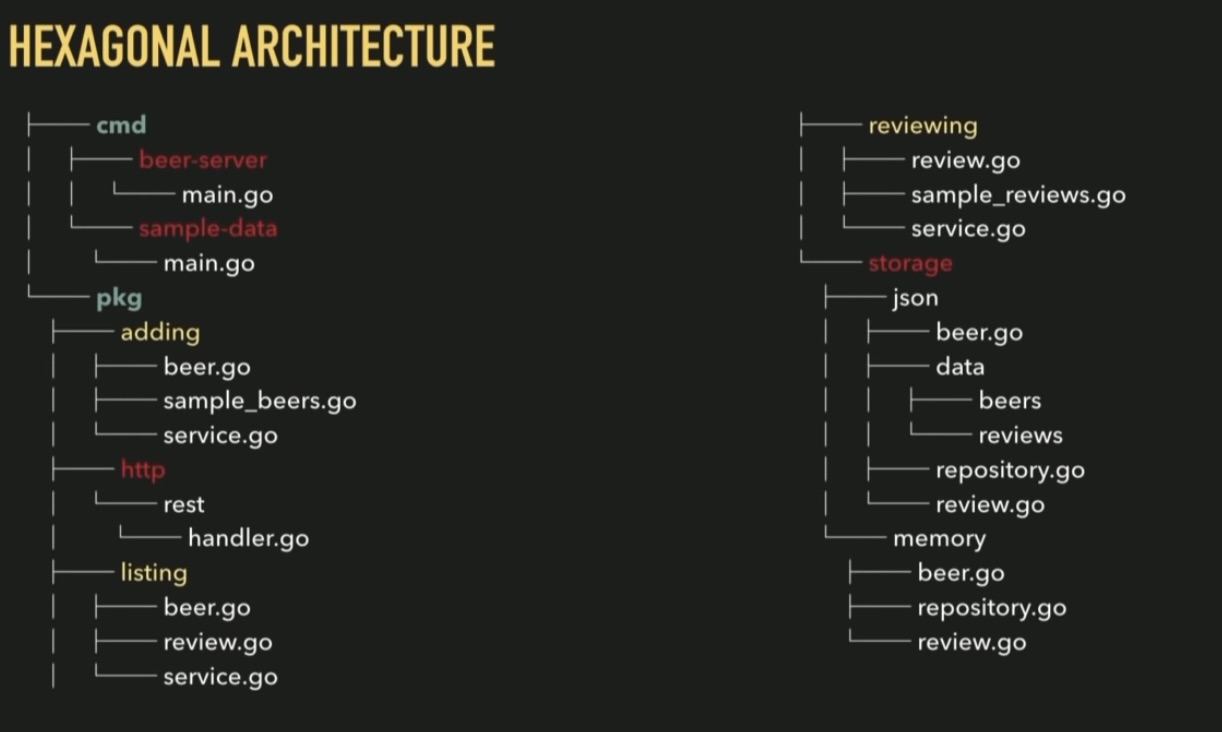 HEXAGONAL ARCHITECTURE
cmd
beer-server
main.go
sample-data
main.go
pkg
adding
beer.go
sample_beers.go
service.go
http
rest
handler.go
listing
beer.go
review.go
service.go
reviewing
review.go
sample_reviews.go
service.go
storage
json
beer.go
data
beers
reviews
repository.go
review.go
memory
beer.go
repository.go
review.go